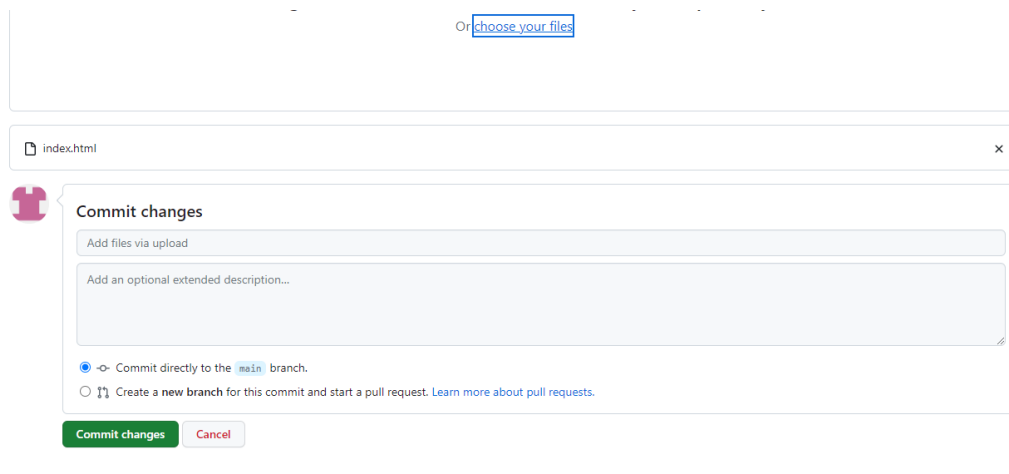 Or choose your files
index.html
Commit changes
Add files via upload
Add an optional extended description...
Commit directly to the main branch.
Create a new branch for this commit and start a pull request. Learn more about pull requests.
Commit changes
Cancel